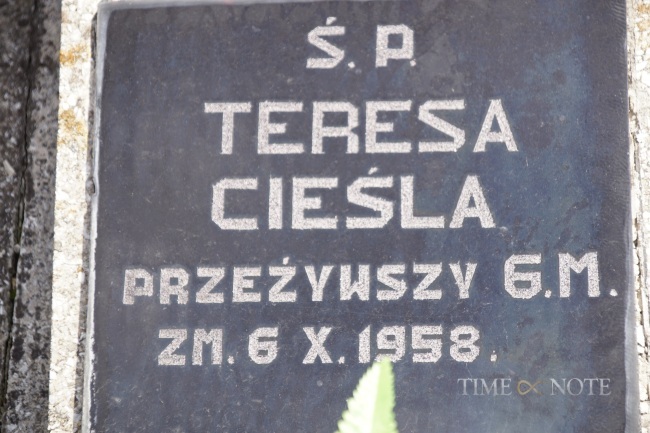 Ś.P.
TERESA
CIEŚLA
PRZEŻYWSZY 6.M.
ZM. 6 X. 1958.
TIME NOTE